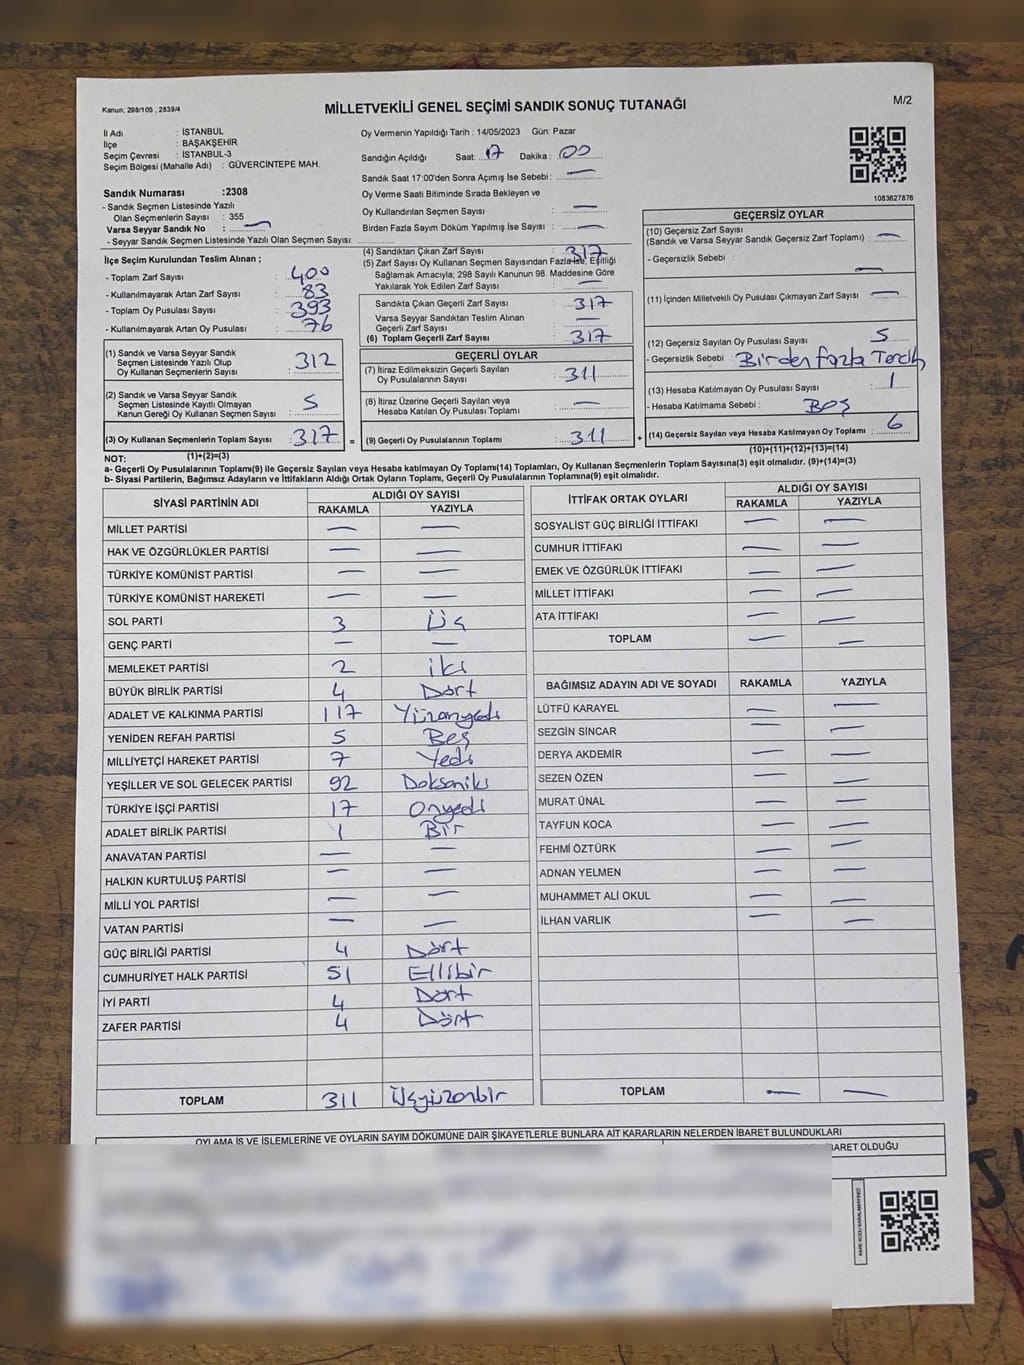 Kanun: 298/105 , 2839/4
MİLLETVEKİLİ GENEL SEÇİMİ SANDIK SONUÇ TUTANAĞI
M/2
İl Adı : İSTANBUL
İlçe : BAŞAKŞEHİR
Seçim Çevresi : İSTANBUL-3
Seçim Bölgesi (Mahalle Adı) : GÜVERCİNTEPE MAH.
Sandık Numarası :2308
- Sandık Seçmen Listesinde Yazılı
Olan Seçmenlerin Sayısı : 355
Varsa Seyyar Sandık No : —
- Seyyar Sandık Seçmen Listesinde Yazılı Olan Seçmen Sayısı:
İlçe Seçim Kurulundan Teslim Alınan ;
- Toplam Zarf Sayısı : 400
- Kullanılmayarak Artan Zarf Sayısı : 83
- Toplam Oy Pusulası : 393
- Kullanılmayarak Artan Oy Pusulası : 76
(1) Sandık ve Varsa Seyyar Sandık
Seçmen Listesinde Yazılı Olup
Oy Kullanan Seçmenlerin Sayısı : 312
(2) Sandık ve Varsa Seyyar Sandık
Seçmen Listesinde Kayıtlı Olmayan
Kanun Gereği Oy Kullanan Seçmen Sayısı : 5
(3) Oy Kullanan Seçmenlerin Toplam Sayısı : 317 =
(1)+(2)=(3)
Oy Vermenin Yapıldığı Tarih : 14/05/2023 Gün: Pazar
Sandığın Açıldığı Saat: 17 Dakika : 00
Sandık Saat 17:00'den Sonra Açımış İse Sebebi : —
Oy Verme Saati Bitiminde Sırada Bekleyen ve
Oy Kullandırılan Seçmen Sayısı : —
Birden Fazla Sayım Döküm Yapılmış İse Sayısı : —
(4) Sandıktan Çıkan Zarf Sayısı : 317
(5) Zarf Sayısı Oy Kullanan Seçmen Sayısından Fazla İse, Eşitliği
Sağlamak Amacıyla; 298 Sayılı Kanunun 98. Maddesine Göre
Yakılarak Yok Edilen Zarf Sayısı : —
Sandıkta Çıkan Geçerli Zarf Sayısı : 317
Varsa Seyyar Sandıktan Teslim Alınan
Geçerli Zarf Sayısı : —
(6) Toplam Geçerli Zarf Sayısı : 317
GEÇERLİ OYLAR
(7) İtiraz Edilmeksizin Geçerli Sayılan
Oy Pusulalarının Sayısı : 311
(8) İtiraz Üzerine Geçerli Sayılan veya
Hesaba Katılan Oy Pusulası Toplamı : —
(9) Geçerli Oy Pusulalarının Toplamı : 311 +
1083627876
GEÇERSİZ OYLAR
(10) Geçersiz Zarf Sayısı
(Sandık ve Varsa Seyyar Sandık Geçersiz Zarf Toplamı) : —
- Geçersizlik Sebebi : —
(11) İçinden Milletvekili Oy Pusulası Çıkmayan Zarf Sayısı : —
(12) Geçersiz Sayılan Oy Pusulası Sayısı : 5
- Geçersizlik Sebebi : Birden fazla Tercih
(13) Hesaba Katılmayan Oy Pusulası Sayısı : 1
- Hesaba Katılmama Sebebi : Boş
(14) Geçersiz Sayılan veya Hesaba Katılmayan Oy Toplamı : 6
(10)+(11)+(12)+(13)=(14)
NOT:
a- Geçerli Oy Pusulalarının Toplamı(9) ile Geçersiz Sayılan veya Hesaba katılmayan Oy Toplam(14) Toplamları, Oy Kullanan Seçmenlerin Toplam Sayısına(3) eşit olmalıdır. (9)+(14)=(3)
b- Siyasi Partilerin, Bağımsız Adayların ve İttifakların Aldığı Oyların Toplamı, Geçerli Oy Pusulalarının Toplamına(9) eşit olmalıdır.
SİYASİ PARTİNİN ADI ALDIĞI OY SAYISI
RAKAMLA YAZIYLA
MİLLET PARTİSİ — —
HAK VE ÖZGÜRLÜKLER PARTİSİ — —
TÜRKİYE KOMÜNİST PARTİSİ — —
TÜRKİYE KOMÜNİST HAREKETİ — —
SOL PARTİ 3 Üç
GENÇ PARTİ — —
MEMLEKET PARTİSİ 2 iki
BÜYÜK BİRLİK PARTİSİ 4 Dört
ADALET VE KALKINMA PARTİSİ 117 Yüzonyedi
YENİDEN REFAH PARTİSİ 5 Beş
MİLLİYETÇİ HAREKET PARTİSİ 7 Yedi
YEŞİLLER VE SOL GELECEK PARTİSİ 92 Doksaniki
TÜRKİYE İŞÇİ PARTİSİ 17 Onyedi
ADALET BİRLİK PARTİSİ 1 Bir
ANAVATAN PARTİSİ — —
HALKIN KURTULUŞ PARTİSİ — —
MİLLİ YOL PARTİSİ — —
VATAN PARTİSİ — —
GÜÇ BİRLİĞİ PARTİSİ 4 Dört
CUMHURİYET HALK PARTİSİ 51 Ellibir
İYİ PARTİ 4 Dört
ZAFER PARTİSİ 4 Dört
TOPLAM 311 Üçyüzonbir
İTTİFAK ORTAK OYLARI ALDIĞI OY SAYISI
RAKAMLA YAZIYLA
SOSYALİST GÜÇ BİRLİĞİ İTTİFAKI — —
CUMHUR İTTİFAKI — —
EMEK VE ÖZGÜRLÜK İTTİFAKI — —
MİLLET İTTİFAKI — —
ATA İTTİFAKI — —
TOPLAM — —
BAĞIMSIZ ADAYIN ADI VE SOYADI RAKAMLA YAZIYLA
LÜTFÜ KARAYEL — —
SEZGİN SİNCAR — —
DERYA AKDEMİR — —
SEZEN ÖZEN — —
MURAT ÜNAL — —
TAYFUN KOCA — —
FEHMİ ÖZTÜRK — —
ADNAN YELMEN — —
MUHAMMET ALİ OKUL — —
İLHAN VARLIK — —
TOPLAM — —
OYLAMA İŞ VE İŞLEMLERİNE VE OYLARIN SAYIM DÖKÜMÜNE DAİR ŞİKAYETLERLE BUNLARA AİT KARARLARIN NELERDEN İBARET BULUNDUKLARI
İBARET OLDUĞU